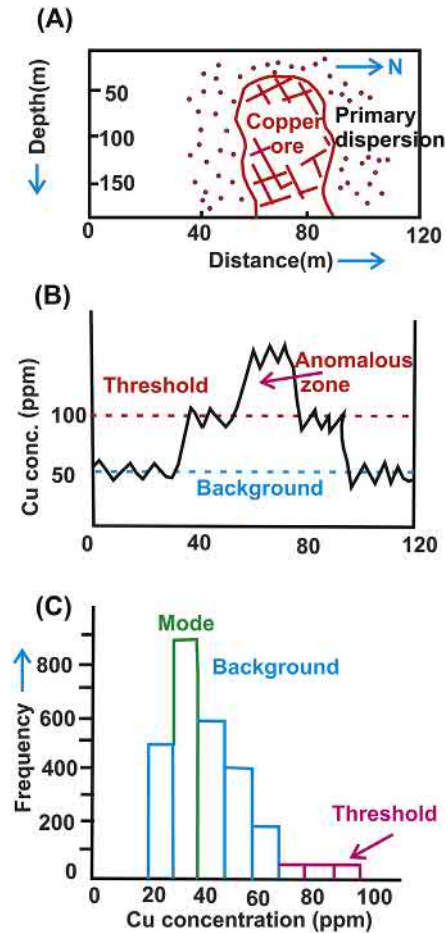 (A)
N
Depth(m)
50
100
150
Copper
ore
Primary
dispersion
0 40 80 120
Distance(m)
(B)
Cu conc. (ppm)
Threshold
Anomalous
zone
100
50
Background
0 40 80 120
(C)
Mode
Background
Frequency
800
600
400
200
0
Threshold
0 20 40 60 80 100
Cu concentration (ppm)